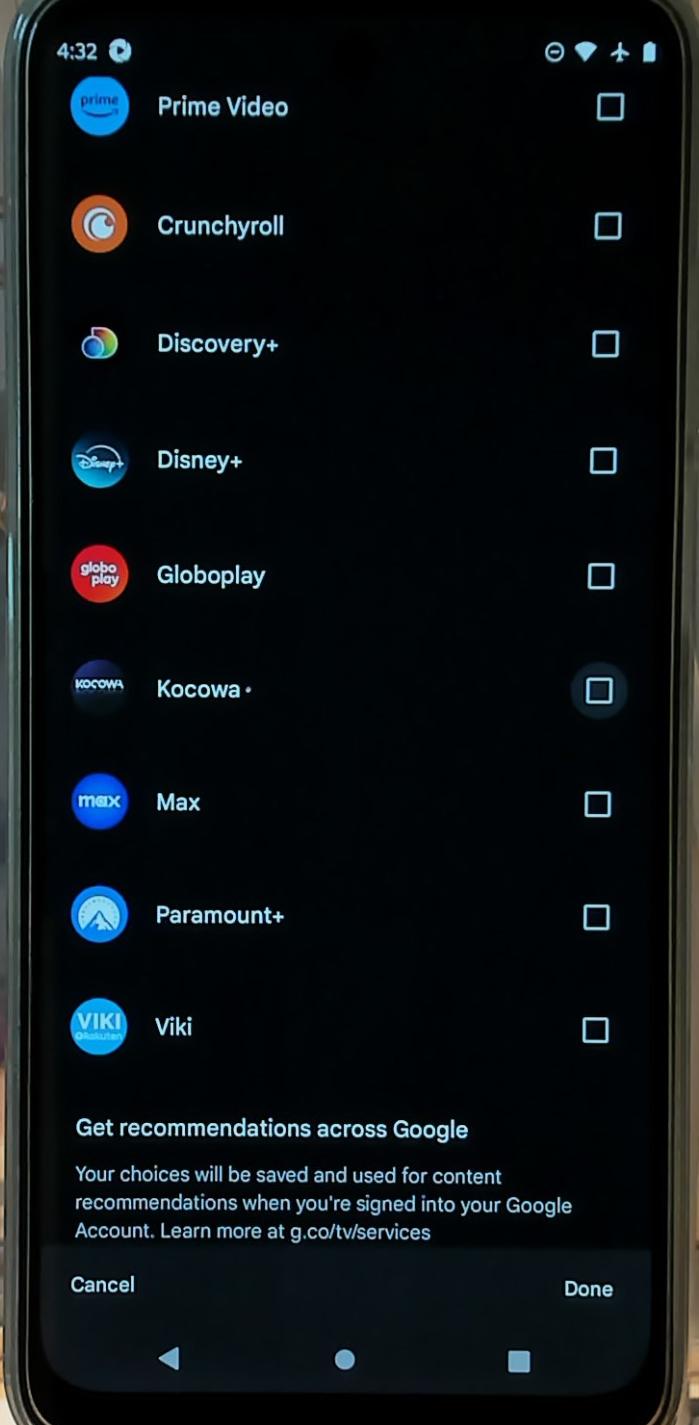 4:32
prime
Prime Video
Crunchyroll
Discovery+
Disney+
Disney+
globo
play
Globoplay
KOCOWA
Kocowa •
max
Max
Paramount+
VIKI
Rakuten
Viki
Get recommendations across Google
Your choices will be saved and used for content
recommendations when you're signed into your Google
Account. Learn more at g.co/tv/services
Cancel
Done